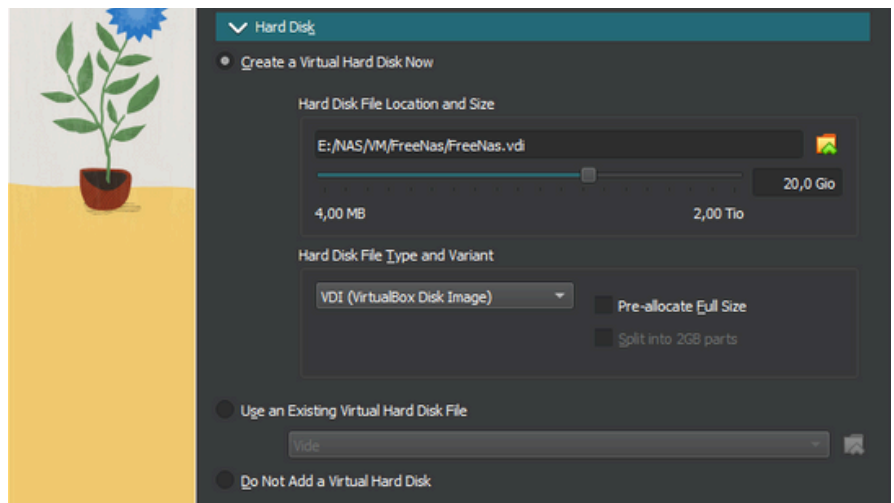 Hard Disk
Create a Virtual Hard Disk Now
Hard Disk File Location and Size
E:/NAS/VM/FreeNas/FreeNas.vdi
20,0 Gio
4,00 MB 2,00 Tio
Hard Disk File Type and Variant
VDI (VirtualBox Disk Image)
Pre-allocate Full Size
Split into 2GB parts
Use an Existing Virtual Hard Disk File
Vide
Do Not Add a Virtual Hard Disk